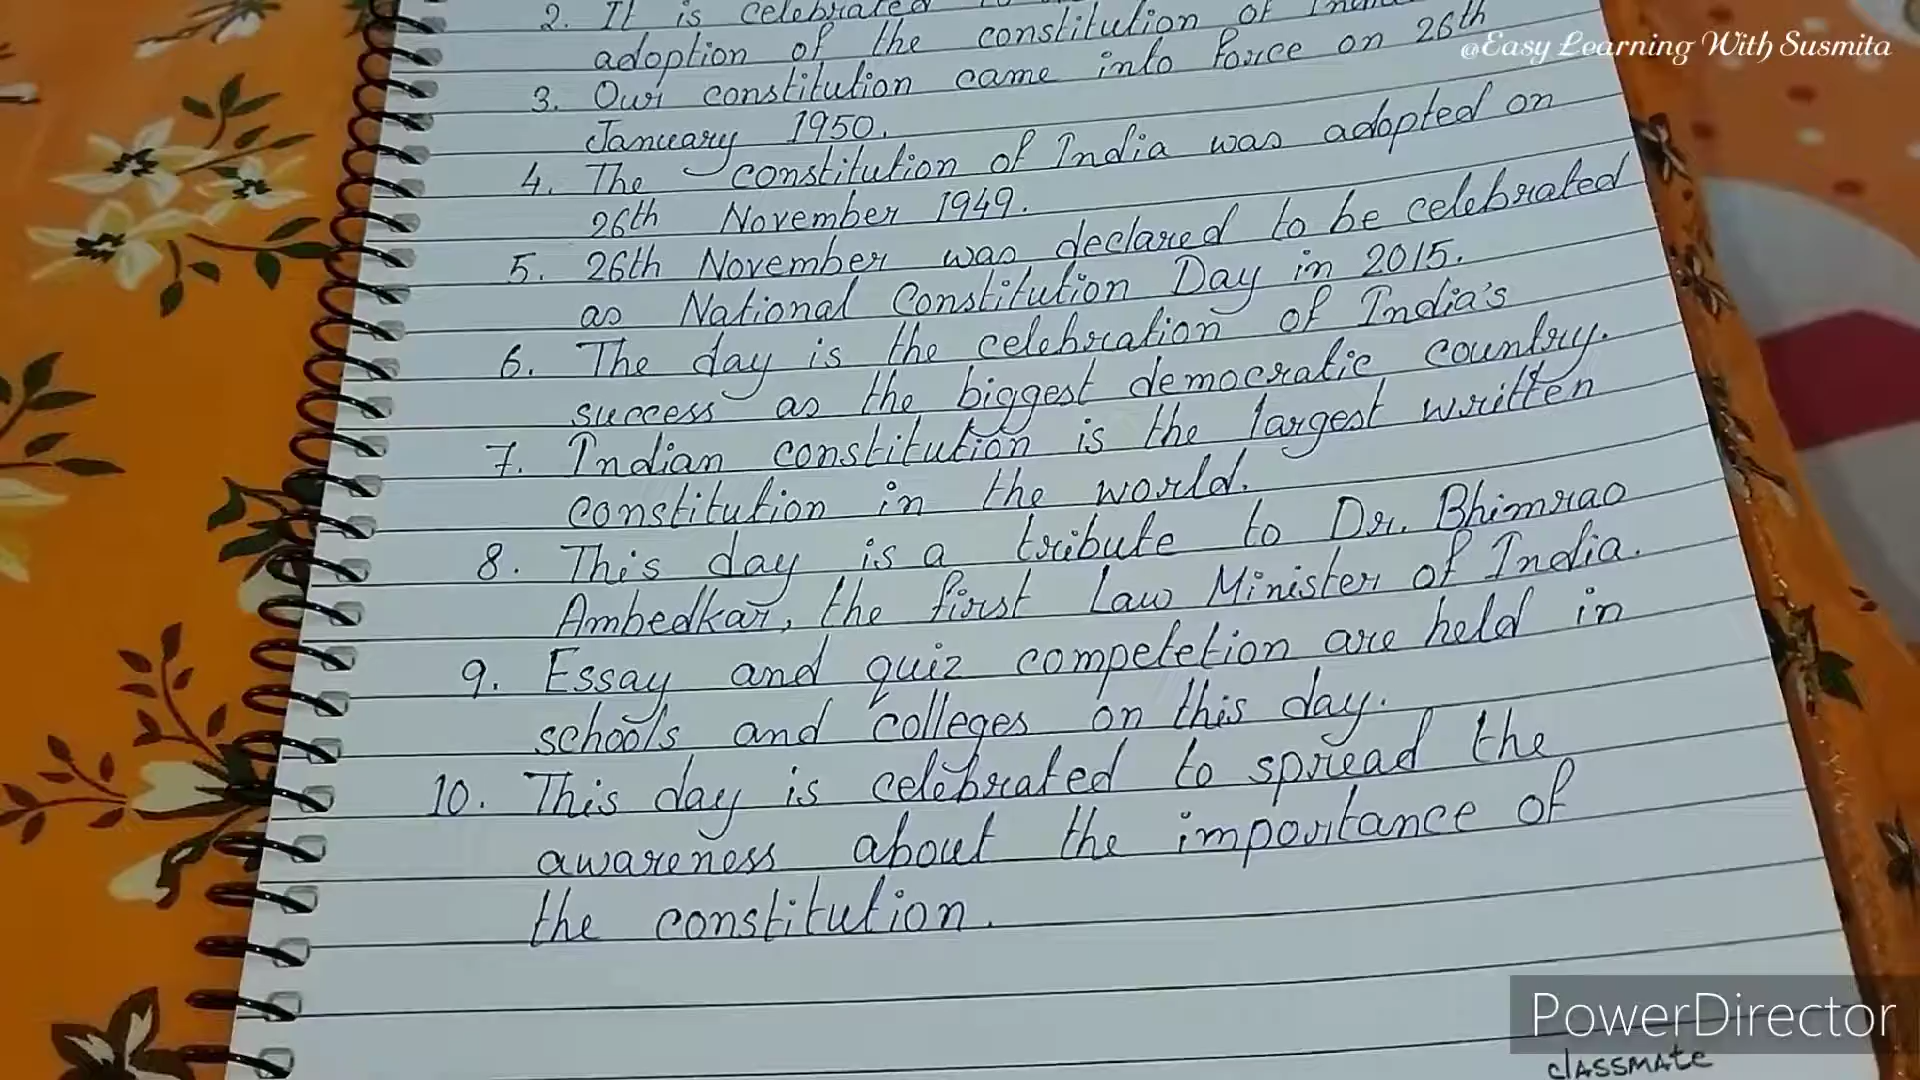 2. It is celebrated
adoption of the constitution of India
@Easy Learning With Susmita
3. Our constitution came into force on 26th
January 1950.
4. The constitution of India was adopted on
26th November 1949.
5. 26th November was declared to be celebrated
as National Constitution Day in 2015.
6. The day is the celebration of India's
success as the biggest democratic country.
7. Indian constitution is the largest written
constitution in the world.
8. This day is a tribute to Dr. Bhimrao
Ambedkar, the first Law Minister of India.
9. Essay and quiz competetion are held in
schools and colleges on this day.
10. This day is celebrated to spread the
awareness about the importance of
the constitution.
PowerDirector
classmate